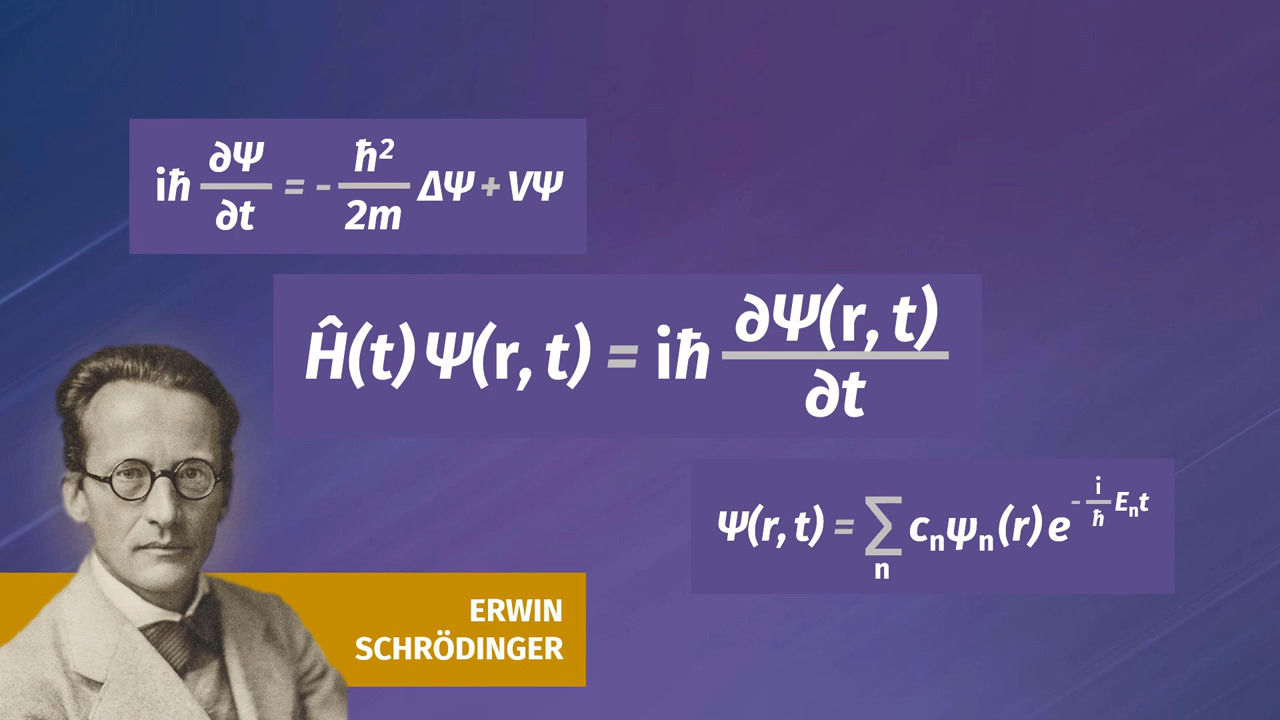 iħ ∂Ψ/∂t = - ħ²/2m ΔΨ + VΨ
Ĥ(t) Ψ(r, t) = iħ ∂Ψ(r, t)/∂t
Ψ(r, t) = ∑ₙ cₙψₙ(r) e^(-i/ħ Eₙt)
ERWIN
SCHRÖDINGER